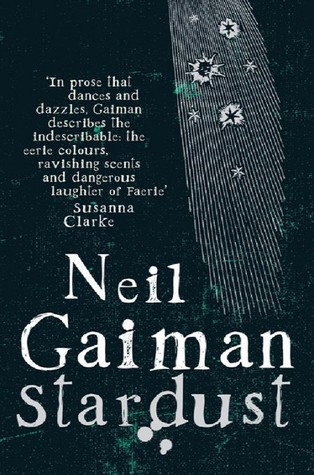 'In prose that
dances and
dazzles, Gaiman
describes the
indescribable: the
eerie colours,
ravishing scents
and dangerous
laughter of Faerie'
Susanna
Clarke
Neil
Gaiman
stardust